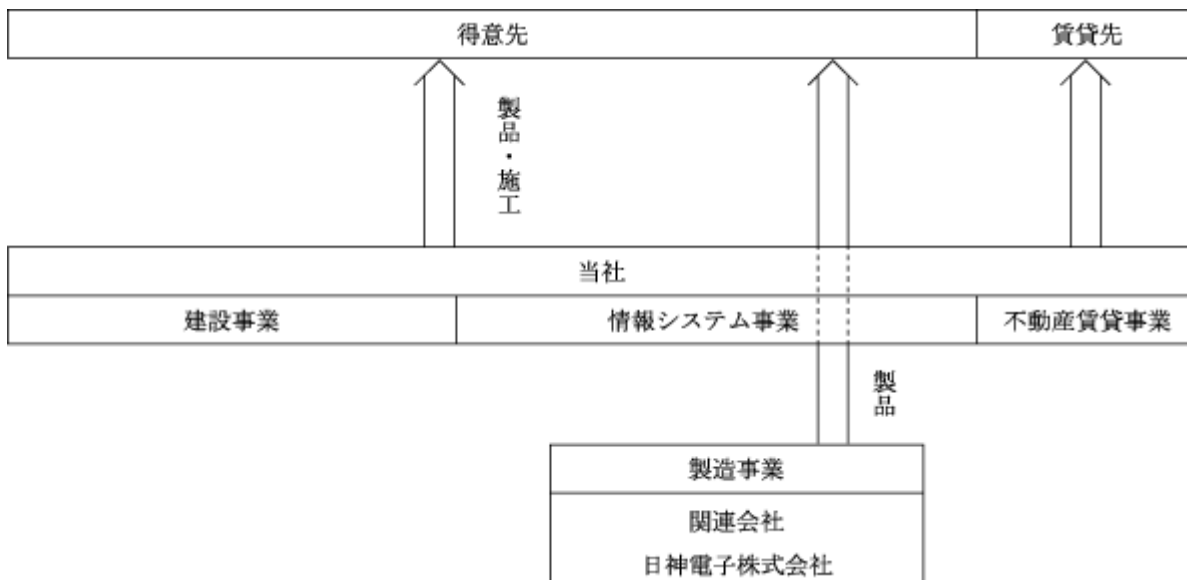 得意先
賃貸先
製品・施工
当社
建設事業
情報システム事業
不動産賃貸事業
製品
製造事業
関連会社
日神電子株式会社